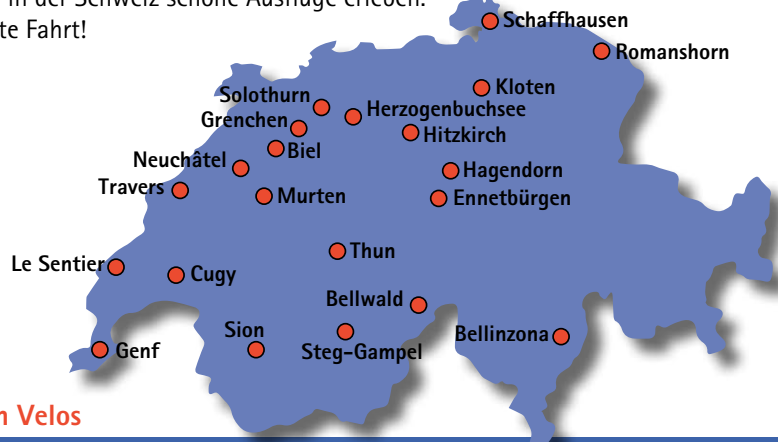 in der Schweiz schöne Ausflüge erleben.
te Fahrt!
Schaffhausen
Romanshorn
Kloten
Solothurn
Herzogenbuchsee
Grenchen
Hitzkirch
Biel
Neuchâtel
Hagendorn
Travers
Murten
Ennetbürgen
Thun
Le Sentier
Cugy
Bellwald
Sion
Bellinzona
Genf
Steg-Gampel
n Velos